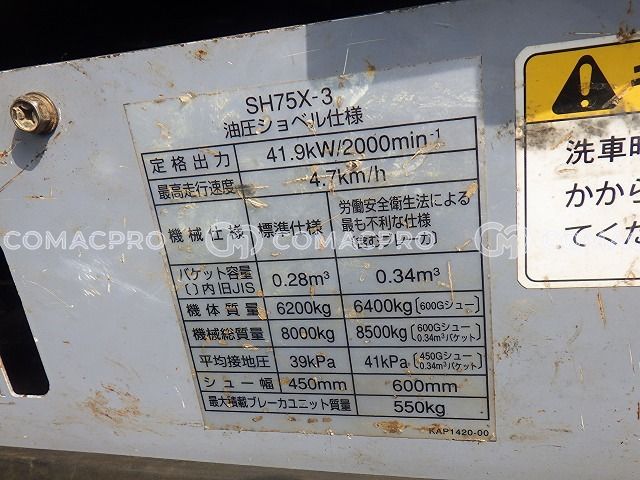 SH75X-3
油圧ショベル仕様
定格出力 41.9kW/2000min-1
最高走行速度 4.7km/h
機械仕様 標準仕様 労働安全衛生法による
最も不利な仕様
COMACPRO COMACPRO
バケット容量
( )内旧JIS 0.28m³ 0.34m³
機体質量 6200kg 6400kg [600Gシュー]
機械総質量 8000kg 8500kg [600Gシュー
0.34m³バケット]
平均接地圧 39kPa 41kPa [450Gシュー
0.34m³バケット]
シュー幅 450mm 600mm
最大積載ブレーカユニット質量 550kg
KAP1420-00
洗車時
かから
てくだ